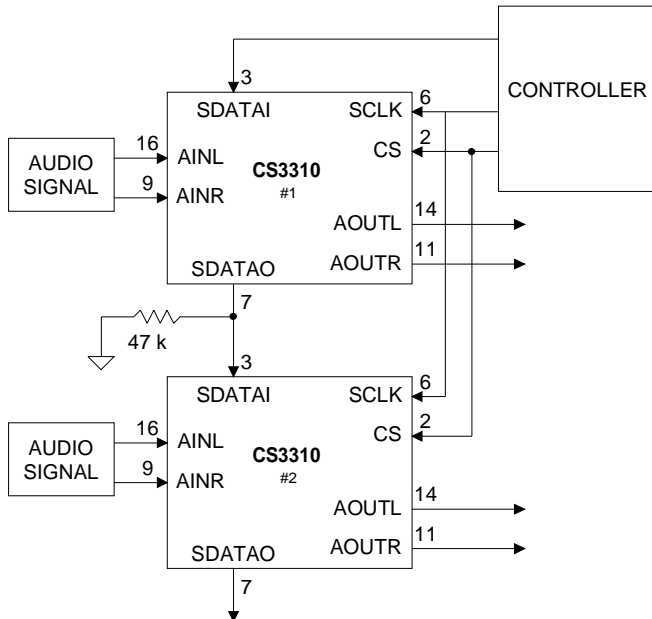 3
6
SDATAI
SCLK
CONTROLLER
16
2
AUDIO
SIGNAL
AINL
CS
9
CS3310
AINR
#1
14
AOUTL
11
AOUTR
SDATAO
7
47 k
3
6
SDATAI
SCLK
16
2
AUDIO
SIGNAL
AINL
CS
9
CS3310
AINR
#2
14
AOUTL
11
AOUTR
SDATAO
7